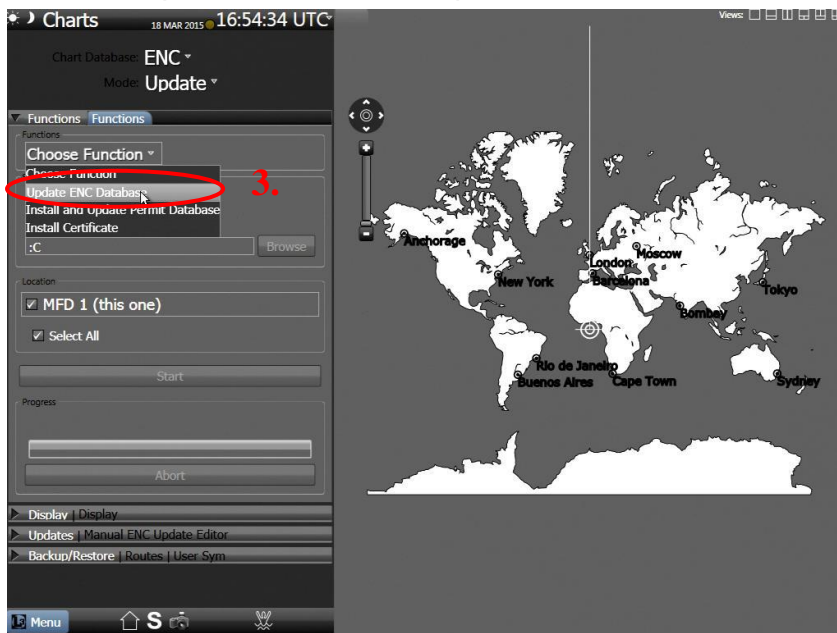 Charts 18 MAR 2015 16:54:34 UTC
Views:
Chart Database: ENC
Mode: Update
Functions Functions
Functions
Choose Function
Choose Function
Update ENC Database
3.
Install and Update Permit Database
Install Certificate
:C Browse
Location
MFD 1 (this one)
Select All
Start
Progress
Abort
Display | Display
Updates | Manual ENC Update Editor
Backup/Restore | Routes | User Sym
Menu S
Anchorage
Moscow
London
New York
Barcelona
Tokyo
Bombay
Rio de Janeiro
Buenos Aires
Cape Town
Sydney